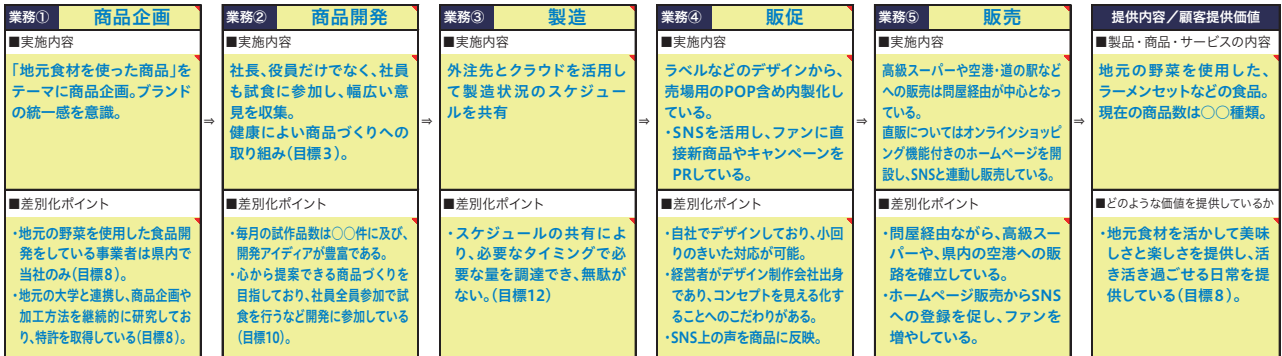 業務① 商品企画
■実施内容
「地元食材を使った商品」を
テーマに商品企画。ブランド
の統一感を意識。
■差別化ポイント
・地元の野菜を使用した食品開
発をしている事業者は県内で
当社のみ(目標8)。
・地元の大学と連携し、商品企画や
加工方法を継続的に研究してお
り、特許を取得している(目標8)。
⇒
業務② 商品開発
■実施内容
社長、役員だけでなく、社員
も試食に参加し、幅広い意
見を収集。
健康によい商品づくりへの
取り組み(目標3)。
■差別化ポイント
・毎月の試作品数は○○件に及び、
開発アイディアが豊富である。
・心から提案できる商品づくりを
目指しており、社員全員参加で試
食を行うなど開発に参加している
(目標10)。
⇒
業務③ 製造
■実施内容
外注先とクラウドを活用し
て製造状況のスケジュー
ルを共有
■差別化ポイント
・スケジュールの共有によ
り、必要なタイミングで必
要な量を調達でき、無駄が
ない。(目標12)
⇒
業務④ 販促
■実施内容
ラベルなどのデザインから、
売場用のPOP含め内製化し
ている。
・SNSを活用し、ファンに直
接新商品やキャンペーンを
PRしている。
■差別化ポイント
・自社でデザインしており、小回
りのきいた対応が可能。
・経営者がデザイン制作会社出身
であり、コンセプトを見える化す
ることへのこだわりがある。
・SNS上の声を商品に反映。
⇒
業務⑤ 販売
■実施内容
高級スーパーや空港・道の駅など
への販売は問屋経由が中心となっ
ている。
直販についてはオンラインショッピ
ング機能付きのホームページを開
設し、SNSと連動し販売している。
■差別化ポイント
・問屋経由ながら、高級スー
パーや、県内の空港への販
路を確立している。
・ホームページ販売からSNS
への登録を促し、ファンを
増やしている。
⇒
提供内容／顧客提供価値
■製品・商品・サービスの内容
地元の野菜を使用した、
ラーメンセットなどの食品。
現在の商品数は○○種類。
■どのような価値を提供しているか
・地元食材を活かして美味
しさと楽しさを提供し、活
き活き過ごせる日常を提
供している(目標8)。